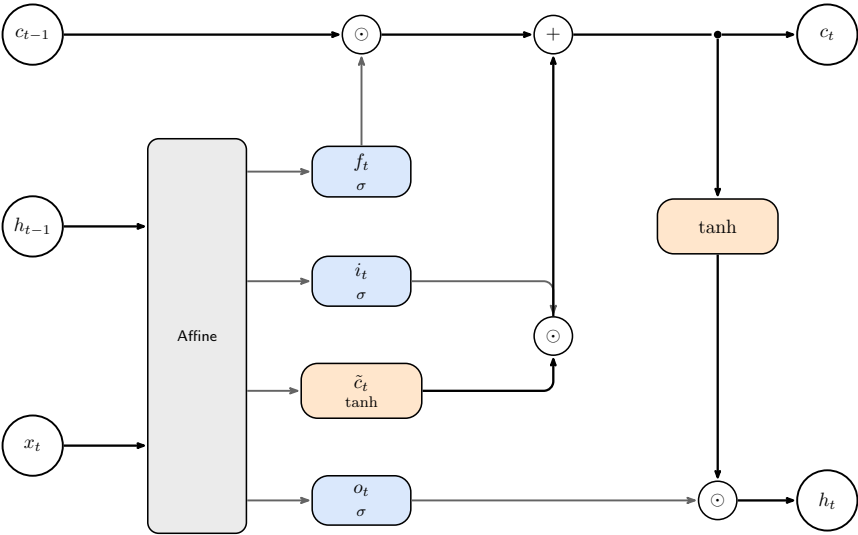 c_{t−1}
⊙
+
c_t
f_t
σ
h_{t−1}
tanh
i_t
σ
Affine
⊙
c̃_t
tanh
x_t
o_t
σ
⊙
h_t